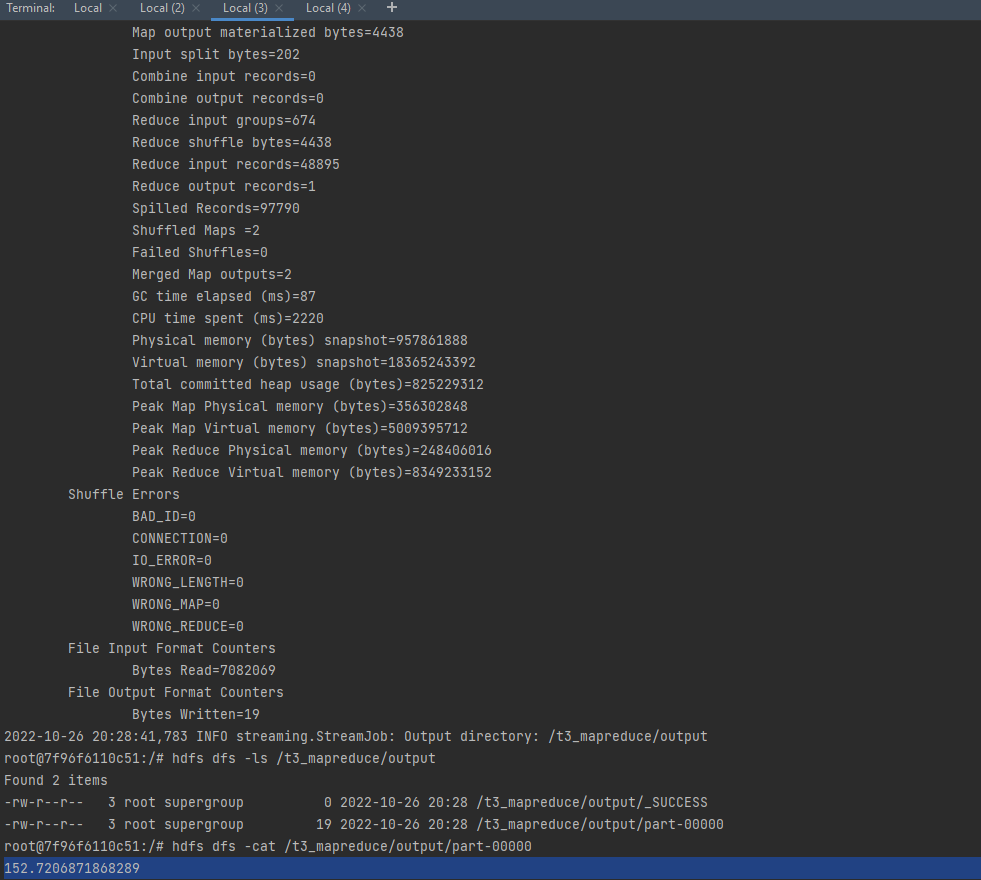 Terminal: Local × Local (2) × Local (3) × Local (4) × +
Map output materialized bytes=4438
Input split bytes=202
Combine input records=0
Combine output records=0
Reduce input groups=674
Reduce shuffle bytes=4438
Reduce input records=48895
Reduce output records=1
Spilled Records=97790
Shuffled Maps =2
Failed Shuffles=0
Merged Map outputs=2
GC time elapsed (ms)=87
CPU time spent (ms)=2220
Physical memory (bytes) snapshot=957861888
Virtual memory (bytes) snapshot=18365243392
Total committed heap usage (bytes)=825229312
Peak Map Physical memory (bytes)=356302848
Peak Map Virtual memory (bytes)=5009395712
Peak Reduce Physical memory (bytes)=248406016
Peak Reduce Virtual memory (bytes)=8349233152
Shuffle Errors
BAD_ID=0
CONNECTION=0
IO_ERROR=0
WRONG_LENGTH=0
WRONG_MAP=0
WRONG_REDUCE=0
File Input Format Counters
Bytes Read=7082069
File Output Format Counters
Bytes Written=19
2022-10-26 20:28:41,783 INFO streaming.StreamJob: Output directory: /t3_mapreduce/output
root@7f96f6110c51:/# hdfs dfs -ls /t3_mapreduce/output
Found 2 items
-rw-r--r--   3 root supergroup          0 2022-10-26 20:28 /t3_mapreduce/output/_SUCCESS
-rw-r--r--   3 root supergroup         19 2022-10-26 20:28 /t3_mapreduce/output/part-00000
root@7f96f6110c51:/# hdfs dfs -cat /t3_mapreduce/output/part-00000
152.7206871868289